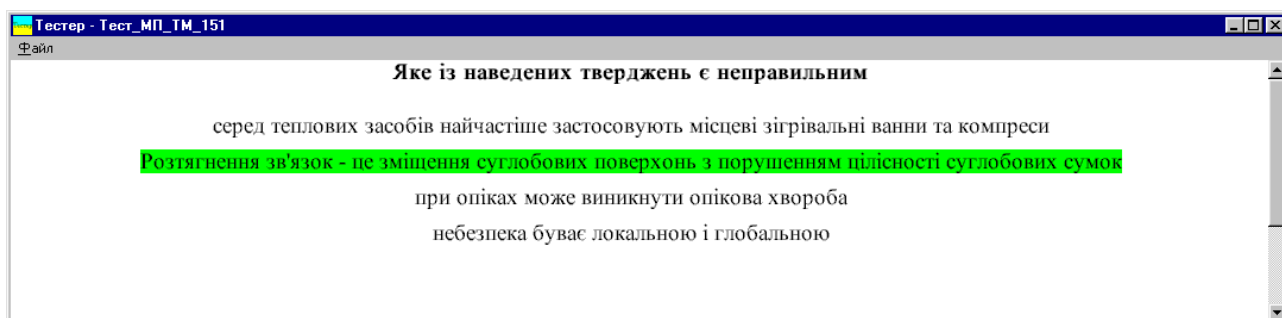 Тестер - Тест_МП_ТМ_151
Файл
Яке із наведених тверджень є неправильним
серед теплових засобів найчастіше застосовують місцеві зігрівальні ванни та компреси
Розтягнення зв'язок - це зміщення суглобових поверхонь з порушенням цілісності суглобових сумок
при опіках може виникнути опікова хвороба
небезпека буває локальною і глобальною